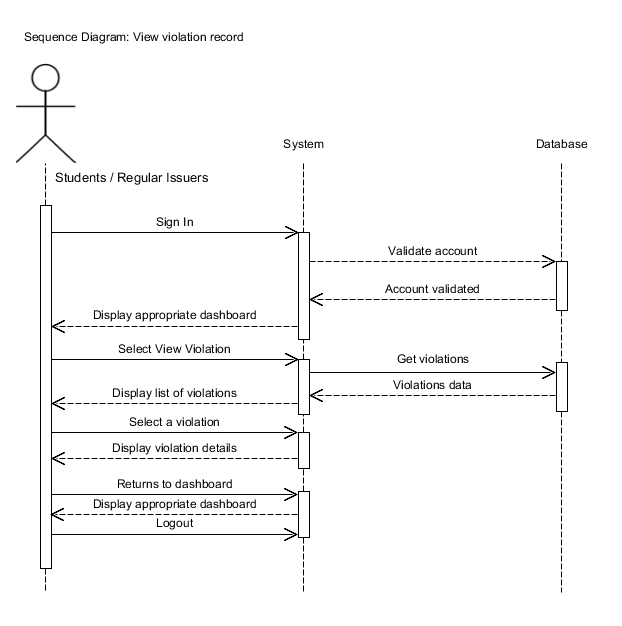 Sequence Diagram: View violation record
System
Database
Students / Regular Issuers
Sign In
Validate account
Account validated
Display appropriate dashboard
Select View Violation
Get violations
Violations data
Display list of violations
Select a violation
Display violation details
Returns to dashboard
Display appropriate dashboard
Logout